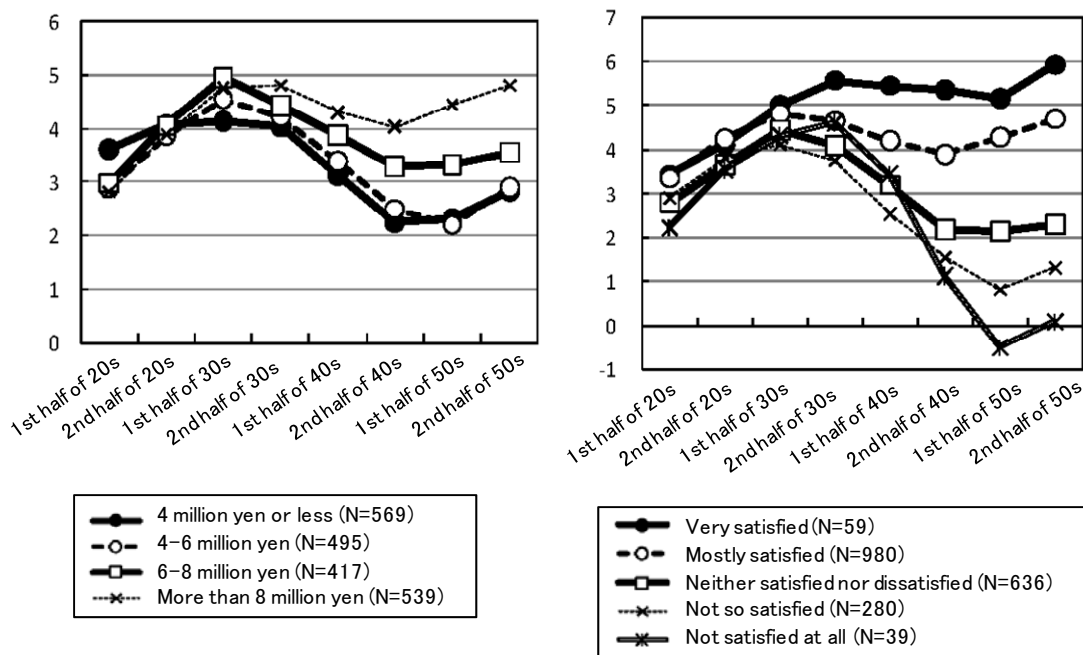 6
5
4
3
2
1
0
1st half of 20s
2nd half of 20s
1st half of 30s
2nd half of 30s
1st half of 40s
2nd half of 40s
1st half of 50s
2nd half of 50s
4 million yen or less (N=569)
4-6 million yen (N=495)
6-8 million yen (N=417)
More than 8 million yen (N=539)
7
6
5
4
3
2
1
0
-1
1st half of 20s
2nd half of 20s
1st half of 30s
2nd half of 30s
1st half of 40s
2nd half of 40s
1st half of 50s
2nd half of 50s
Very satisfied (N=59)
Mostly satisfied (N=980)
Neither satisfied nor dissatisfied (N=636)
Not so satisfied (N=280)
Not satisfied at all (N=39)